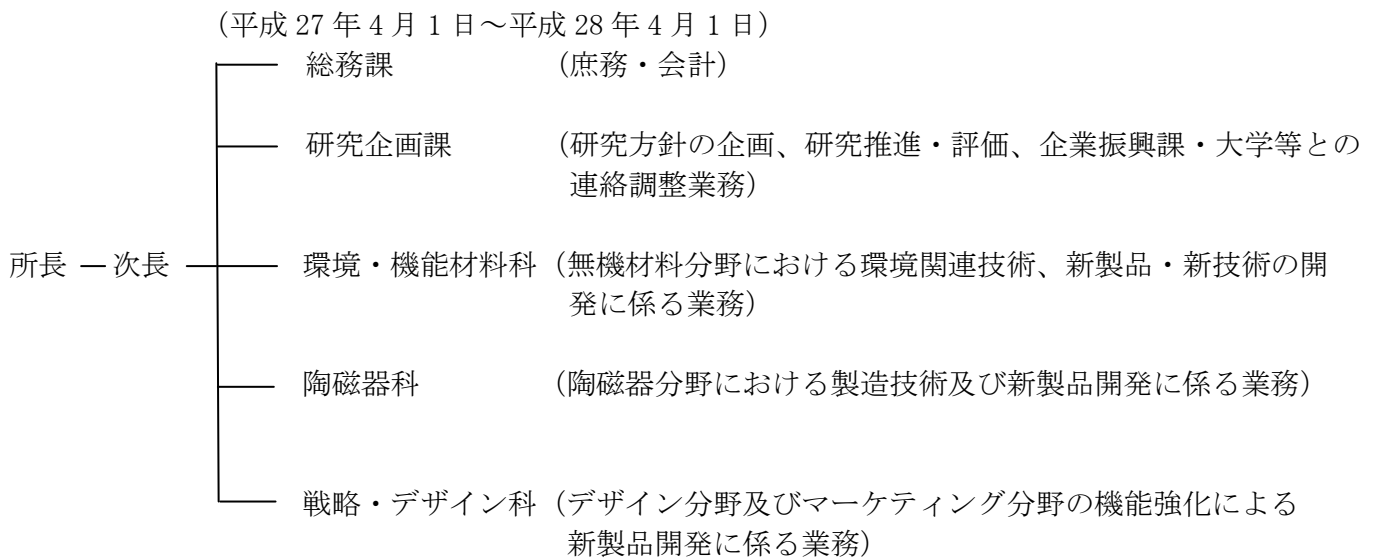 （平成 27 年 4 月 1 日～平成 28 年 4 月 1 日）
総務課 （庶務・会計）
研究企画課 （研究方針の企画、研究推進・評価、企業振興課・大学等との
連絡調整業務）
所長 ― 次長 環境・機能材料科 （無機材料分野における環境関連技術、新製品・新技術の開
発に係る業務）
陶磁器科 （陶磁器分野における製造技術及び新製品開発に係る業務）
戦略・デザイン科 （デザイン分野及びマーケティング分野の機能強化による
新製品開発に係る業務）